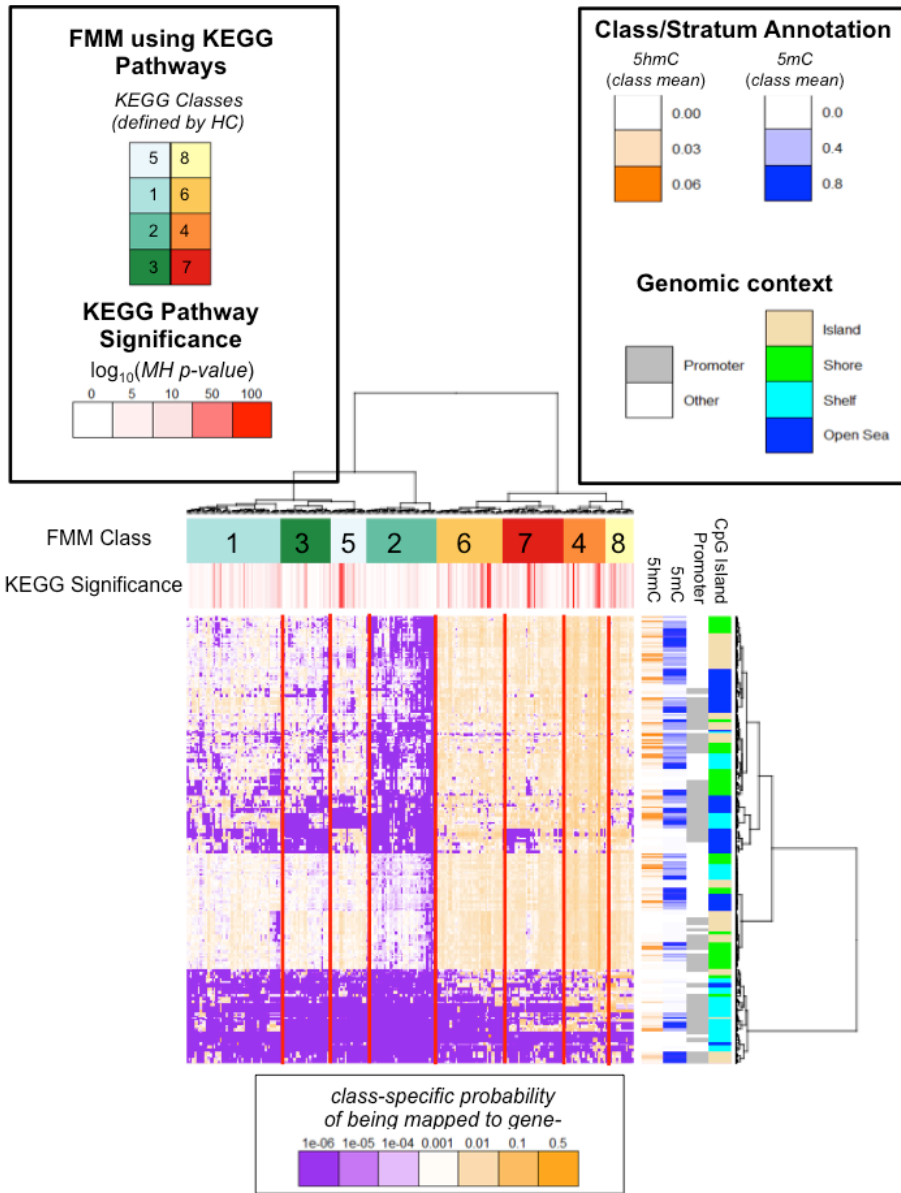 FMM using KEGG
Pathways
KEGG Classes
(defined by HC)
5 8
1 6
2 4
3 7
KEGG Pathway
Significance
log10(MH p-value)
0 5 10 50 100
Class/Stratum Annotation
5hmC
(class mean)
0.00
0.03
0.06
5mC
(class mean)
0.0
0.4
0.8
Genomic context
Promoter
Other
Island
Shore
Shelf
Open Sea
FMM Class
1 3 5 2 6 7 4 8
KEGG Significance
5hmC
5mC
Promoter
CpG Island
class-specific probability
of being mapped to gene-
1e-06 1e-05 1e-04 0.001 0.01 0.1 0.5